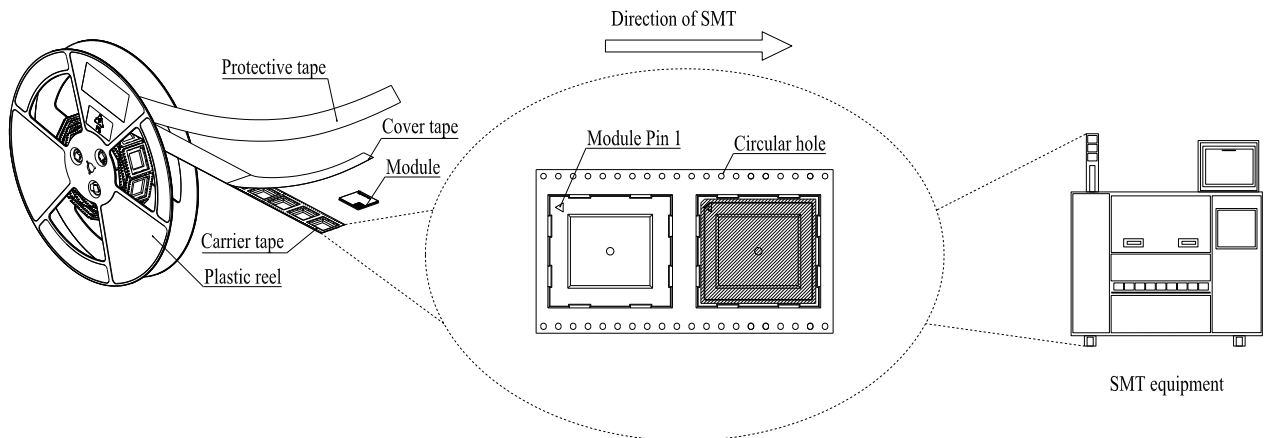 Direction of SMT
Protective tape
Cover tape
Module
Module Pin 1
Circular hole
Carrier tape
Plastic reel
SMT equipment